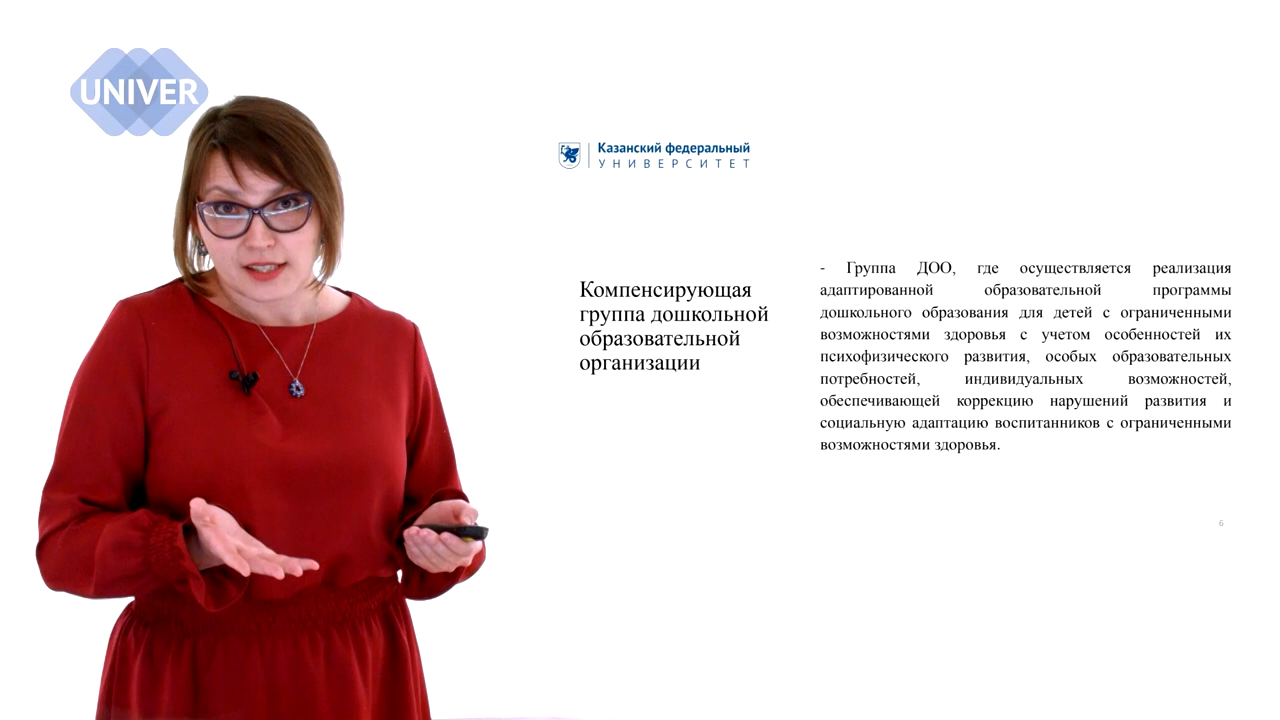 UNIVER
Казанский федеральный
УНИВЕРСИТЕТ
Компенсирующая
группа дошкольной
образовательной
организации
- Группа ДОО, где осуществляется реализация
адаптированной образовательной программы
дошкольного образования для детей с ограниченными
возможностями здоровья с учетом особенностей их
психофизического развития, особых образовательных
потребностей, индивидуальных возможностей,
обеспечивающей коррекцию нарушений развития и
социальную адаптацию воспитанников с ограниченными
возможностями здоровья.
6